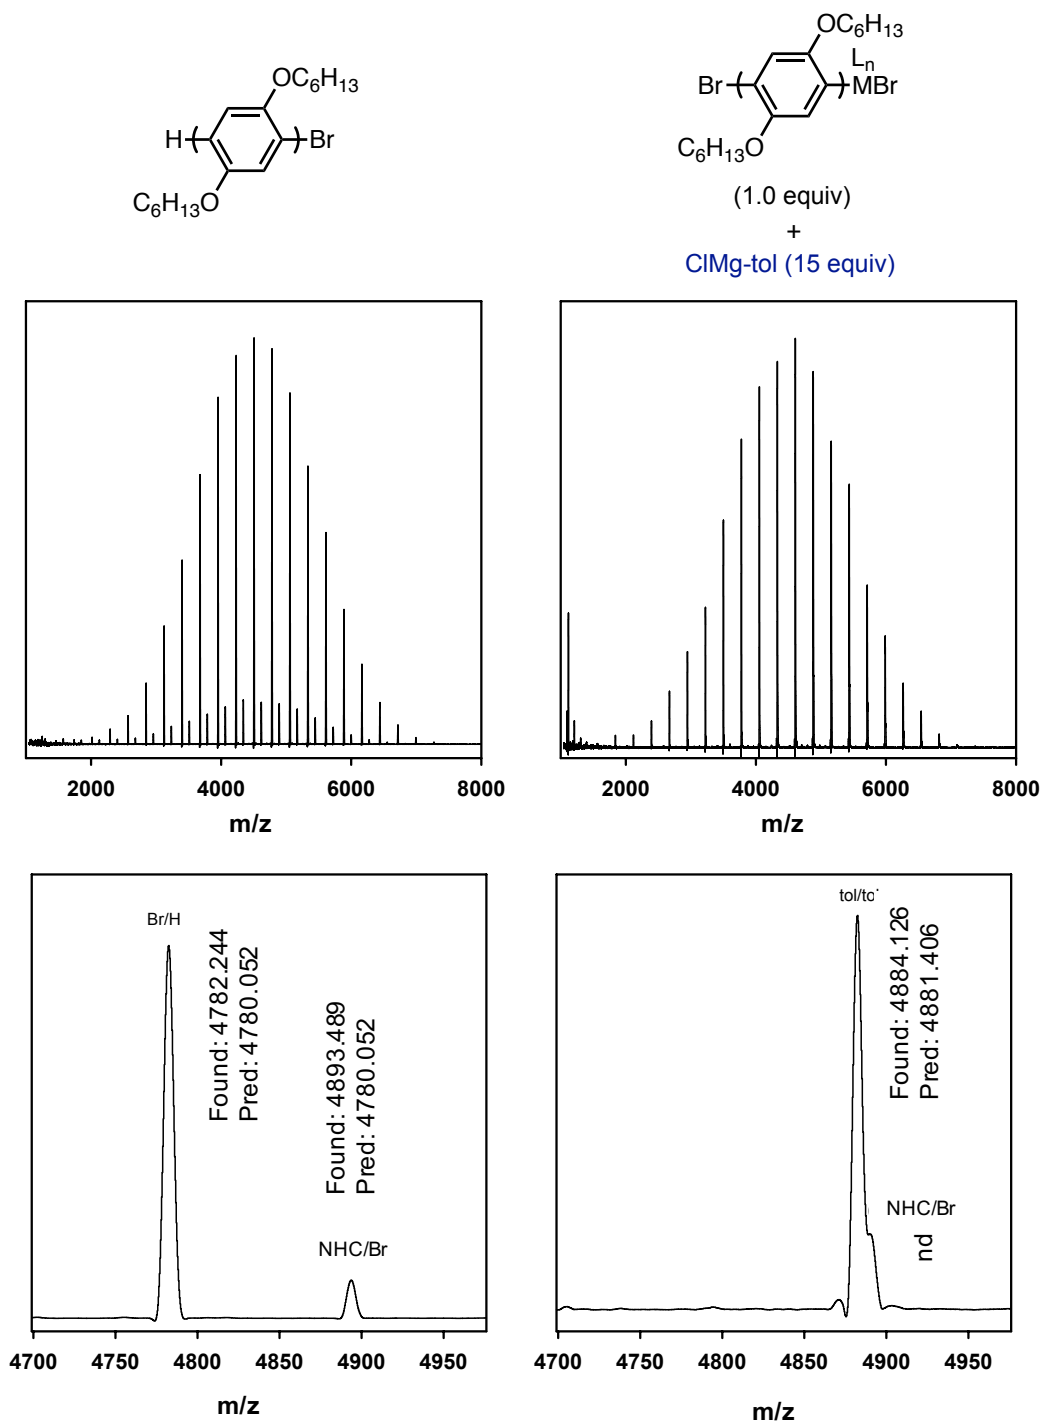 OC6H13
H
Br
C6H13O
OC6H13
Ln
Br
MBr
C6H13O
(1.0 equiv)
+
ClMg-tol (15 equiv)
2000 4000 6000 8000
m/z
2000 4000 6000 8000
m/z
Br/H
Found: 4782.244
Pred: 4780.052
Found: 4893.489
Pred: 4780.052
NHC/Br
4700 4750 4800 4850 4900 4950
m/z
tol/to
Found: 4884.126
Pred: 4881.406
NHC/Br
nd
4700 4750 4800 4850 4900 4950
m/z